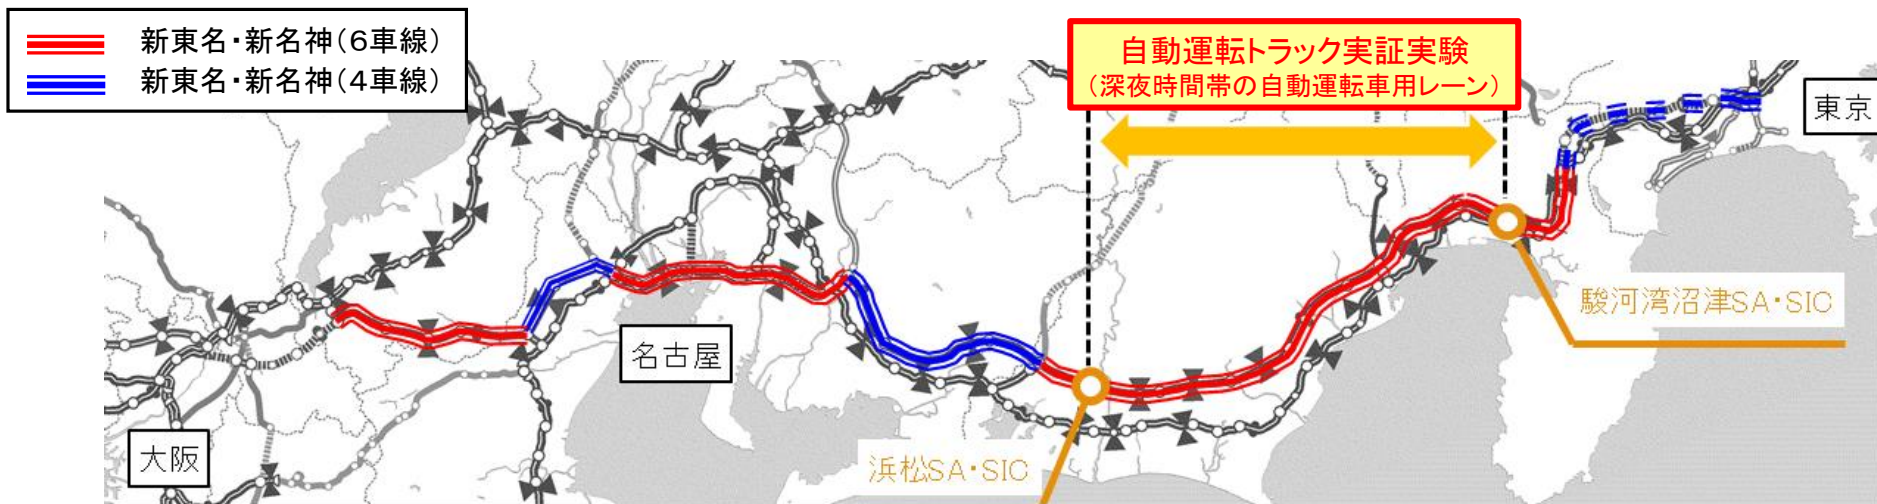 新東名・新名神(6車線)
新東名・新名神(4車線)
自動運転トラック実証実験
(深夜時間帯の自動運転車用レーン)
東京
駿河湾沼津SA・SIC
名古屋
大阪
浜松SA・SIC